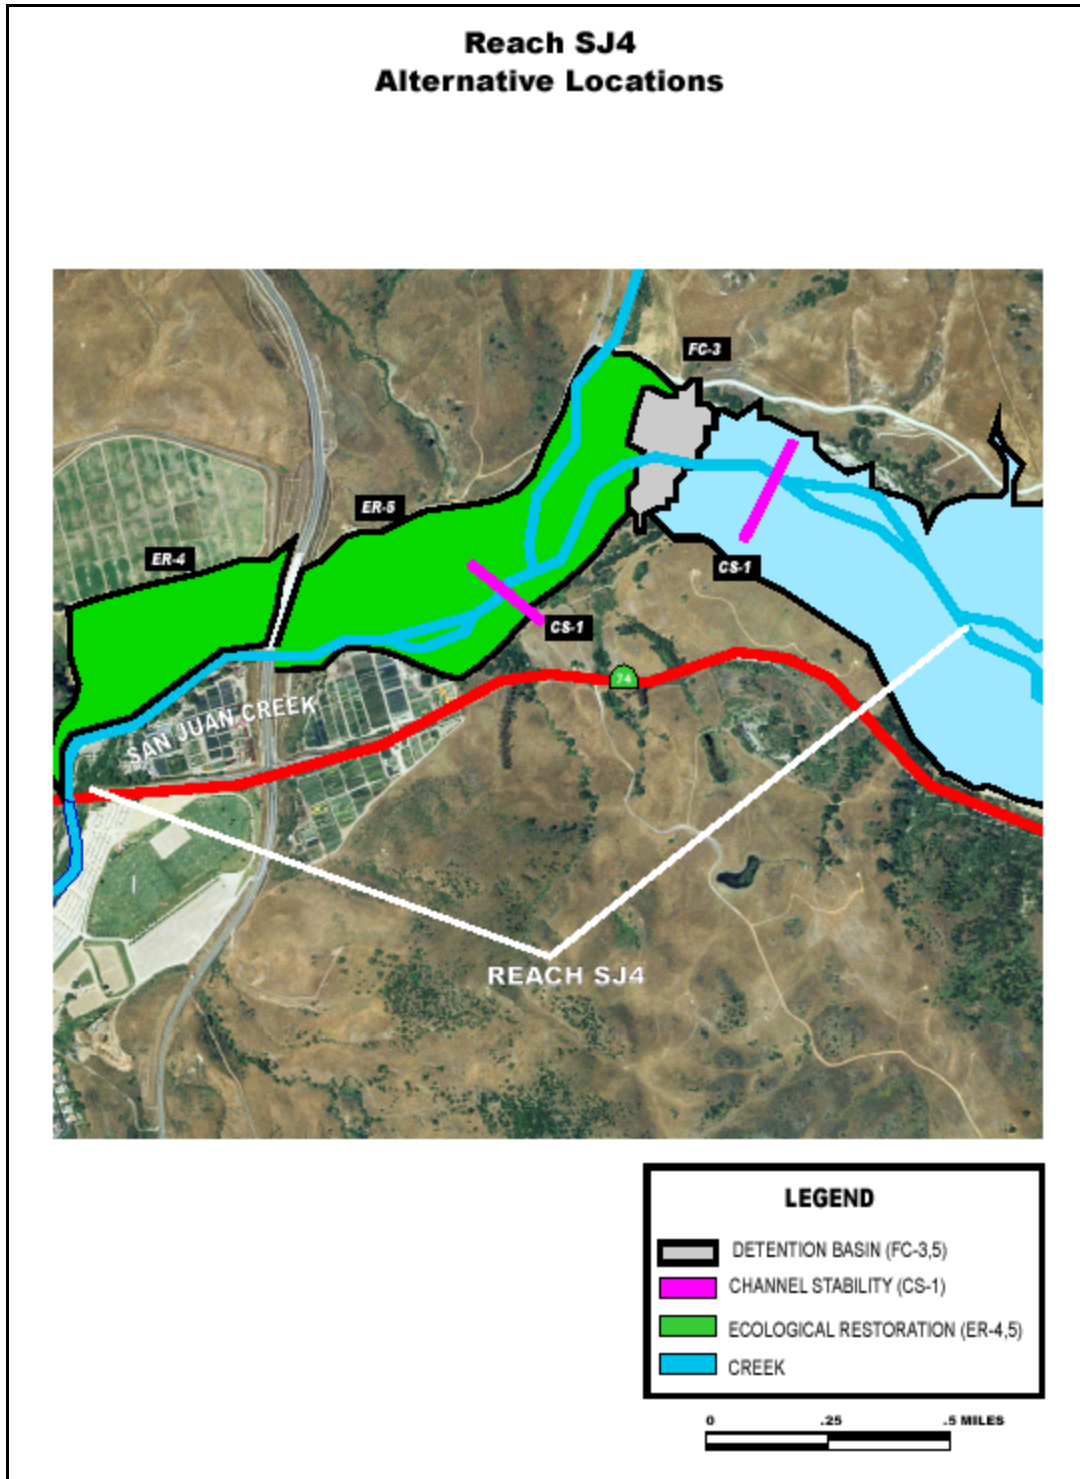 Reach SJ4
Alternative Locations
FC-3
ER-5
ER-4
CS-1
CS-1
74
SAN JUAN CREEK
REACH SJ4
LEGEND
DETENTION BASIN (FC-3,5)
CHANNEL STABILITY (CS-1)
ECOLOGICAL RESTORATION (ER-4,5)
CREEK
0 .25 .5 MILES